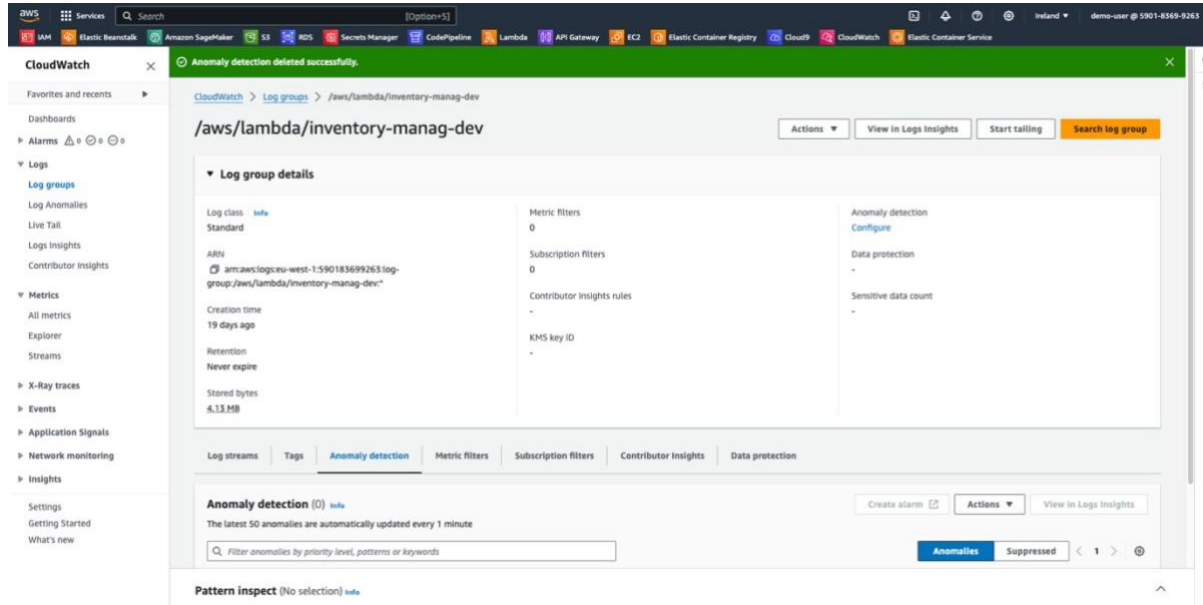 aws
Services
Search
[Option+S]
Ireland
demo-user @ 5901-8369-9263
IAM
Elastic Beanstalk
Amazon SageMaker
S3
RDS
Secrets Manager
CodePipeline
Lambda
API Gateway
EC2
Elastic Container Registry
Cloud9
CloudWatch
Elastic Container Service
CloudWatch
Favorites and recents
Dashboards
Alarms 0 0 0
Logs
Log groups
Log Anomalies
Live Tail
Logs Insights
Contributor Insights
Metrics
All metrics
Explorer
Streams
X-Ray traces
Events
Application Signals
Network monitoring
Insights
Settings
Getting Started
What's new
Anomaly detection deleted successfully.
CloudWatch > Log groups > /aws/lambda/inventory-manag-dev
/aws/lambda/inventory-manag-dev
Actions
View in Logs Insights
Start tailing
Search log group
Log group details
Log class Info
Standard
ARN
arn:aws:logs:eu-west-1:590183699263:log-
group:/aws/lambda/inventory-manag-dev:*
Creation time
19 days ago
Retention
Never expire
Stored bytes
4.13 MB
Metric filters
0
Subscription filters
0
Contributor Insights rules
-
KMS key ID
-
Anomaly detection
Configure
Data protection
-
Sensitive data count
-
Log streams
Tags
Anomaly detection
Metric filters
Subscription filters
Contributor Insights
Data protection
Anomaly detection (0) Info
The latest 50 anomalies are automatically updated every 1 minute
Create alarm
Actions
View in Logs Insights
Filter anomalies by priority level, patterns or keywords
Anomalies
Suppressed
< 1 >
Pattern inspect (No selection) Info